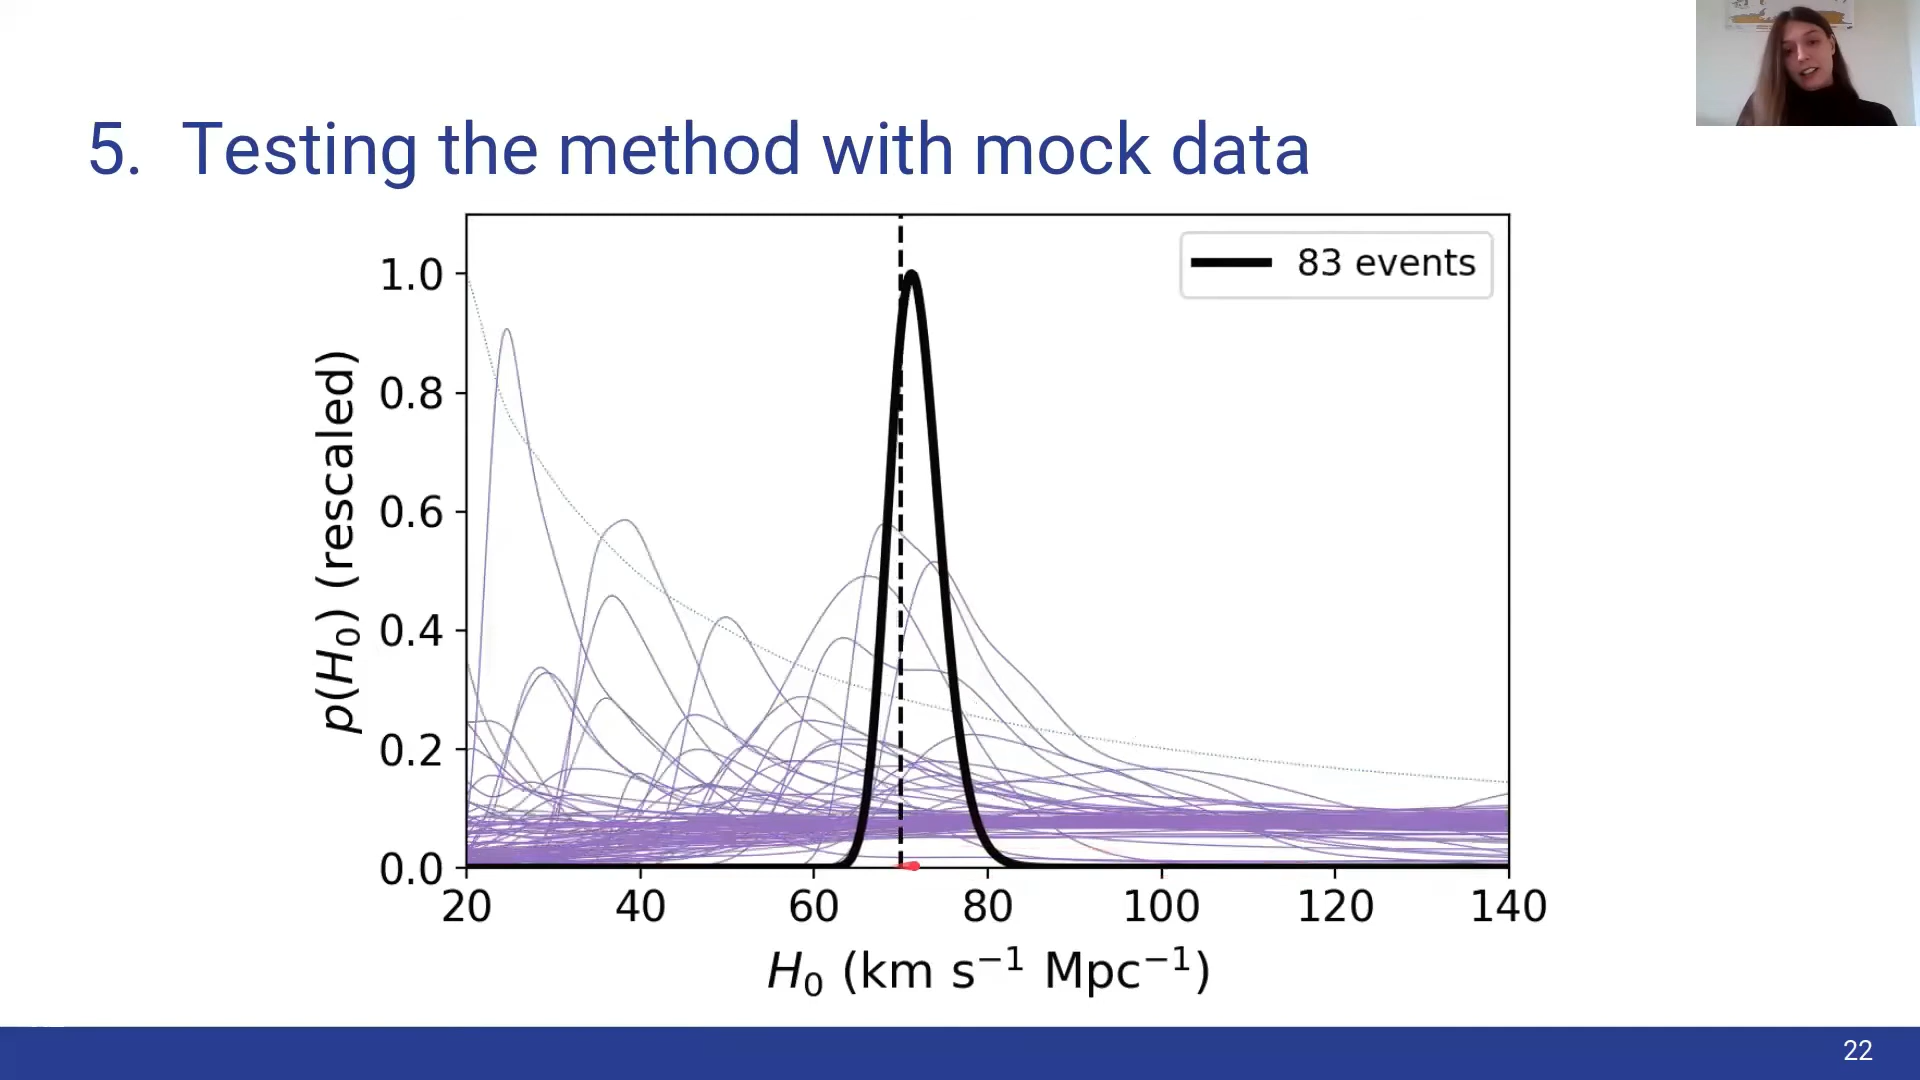 5. Testing the method with mock data
83 events
1.0
0.8
0.6
0.4
0.2
0.0
p(H₀) (rescaled)
20 40 60 80 100 120 140
H₀ (km s⁻¹ Mpc⁻¹)
22